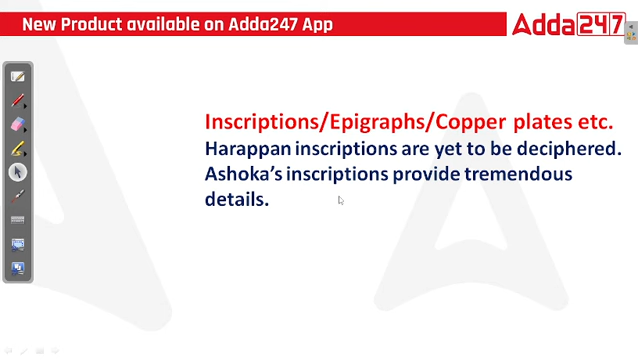 New Product available on Adda247 App
Adda247
Inscriptions/Epigraphs/Copper plates etc.
Harappan inscriptions are yet to be deciphered.
Ashoka's inscriptions provide tremendous
details.